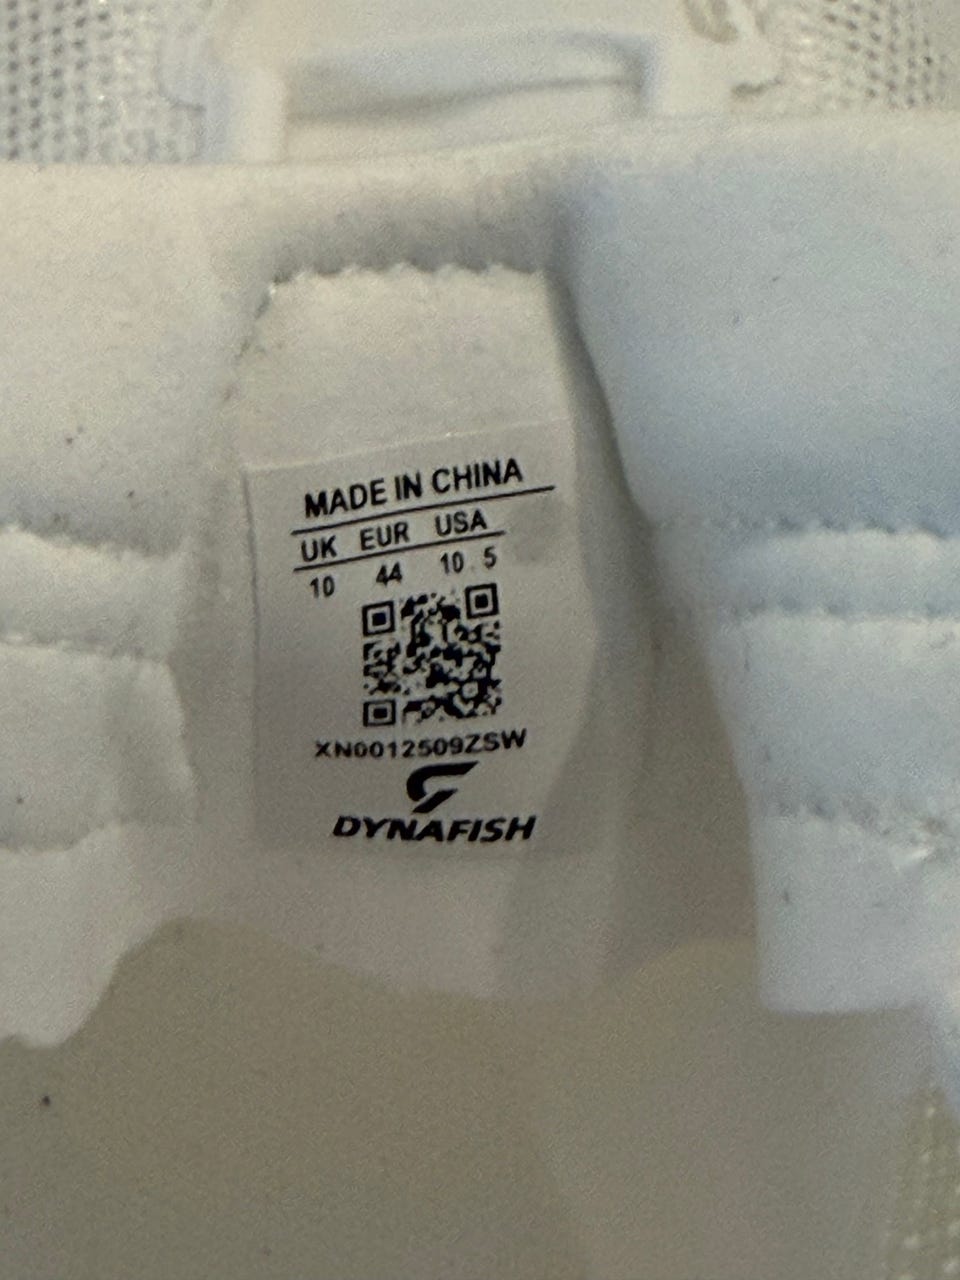 MADE IN CHINA
UK EUR USA
10 44 10.5
XN0012509ZSW
DYNAFISH